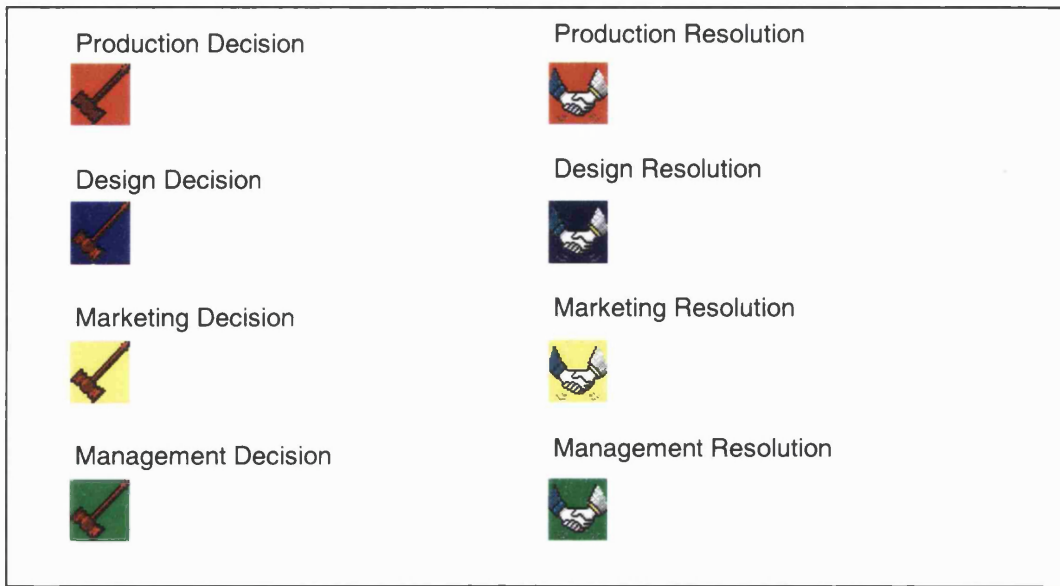 Production Decision
Production Resolution
Design Decision
Design Resolution
Marketing Decision
Marketing Resolution
Management Decision
Management Resolution